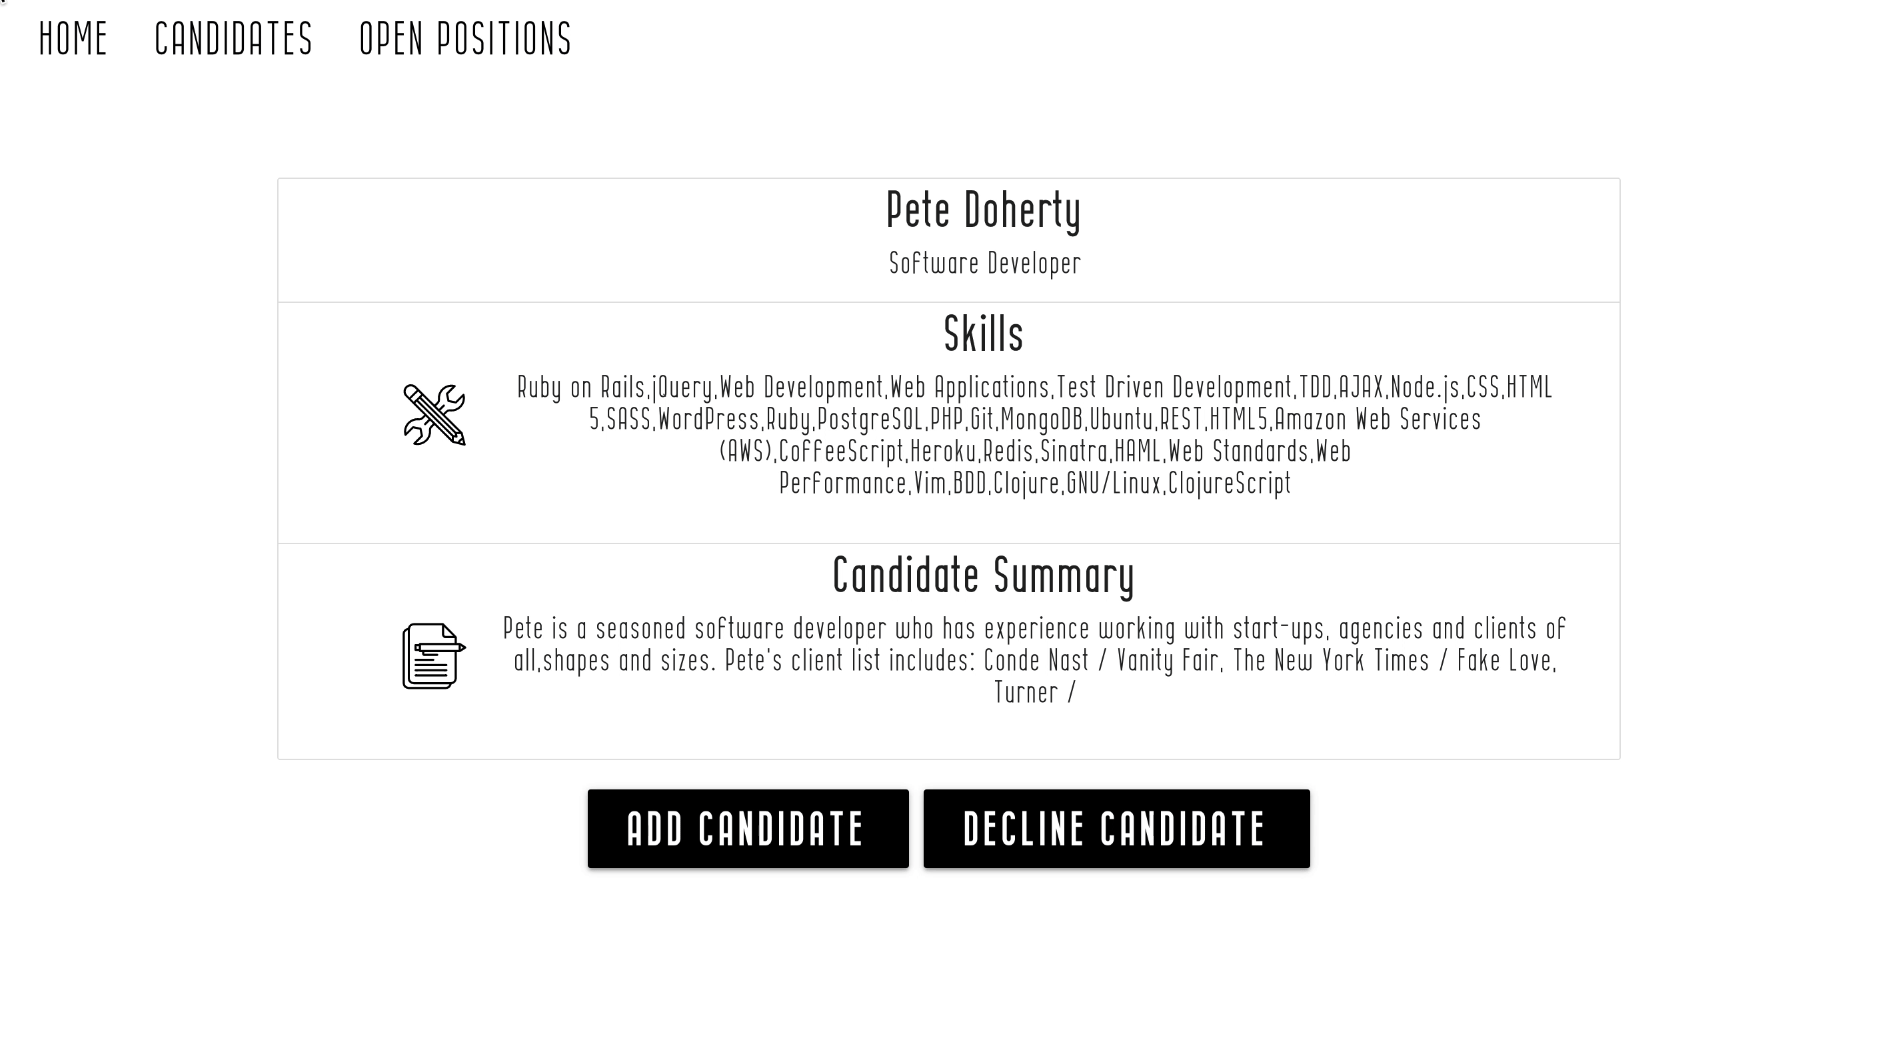 HOME CANDIDATES OPEN POSITIONS
Pete Doherty
Software Developer
Skills
Ruby on Rails,jQuery,Web Development,Web Applications,Test Driven Development,TDD,AJAX,Node.js,CSS,HTML
5,SASS,WordPress,Ruby,PostgreSQL,PHP,Git,MongoDB,Ubuntu,REST,HTML5,Amazon Web Services
(AWS),CoffeeScript,Heroku,Redis,Sinatra,HAML,Web Standards,Web
Performance,Vim,BDD,Clojure,GNU/Linux,ClojureScript
Candidate Summary
Pete is a seasoned software developer who has experience working with start-ups, agencies and clients of
all,shapes and sizes. Pete's client list includes: Conde Nast / Vanity Fair, The New York Times / Fake Love,
Turner /
ADD CANDIDATE DECLINE CANDIDATE